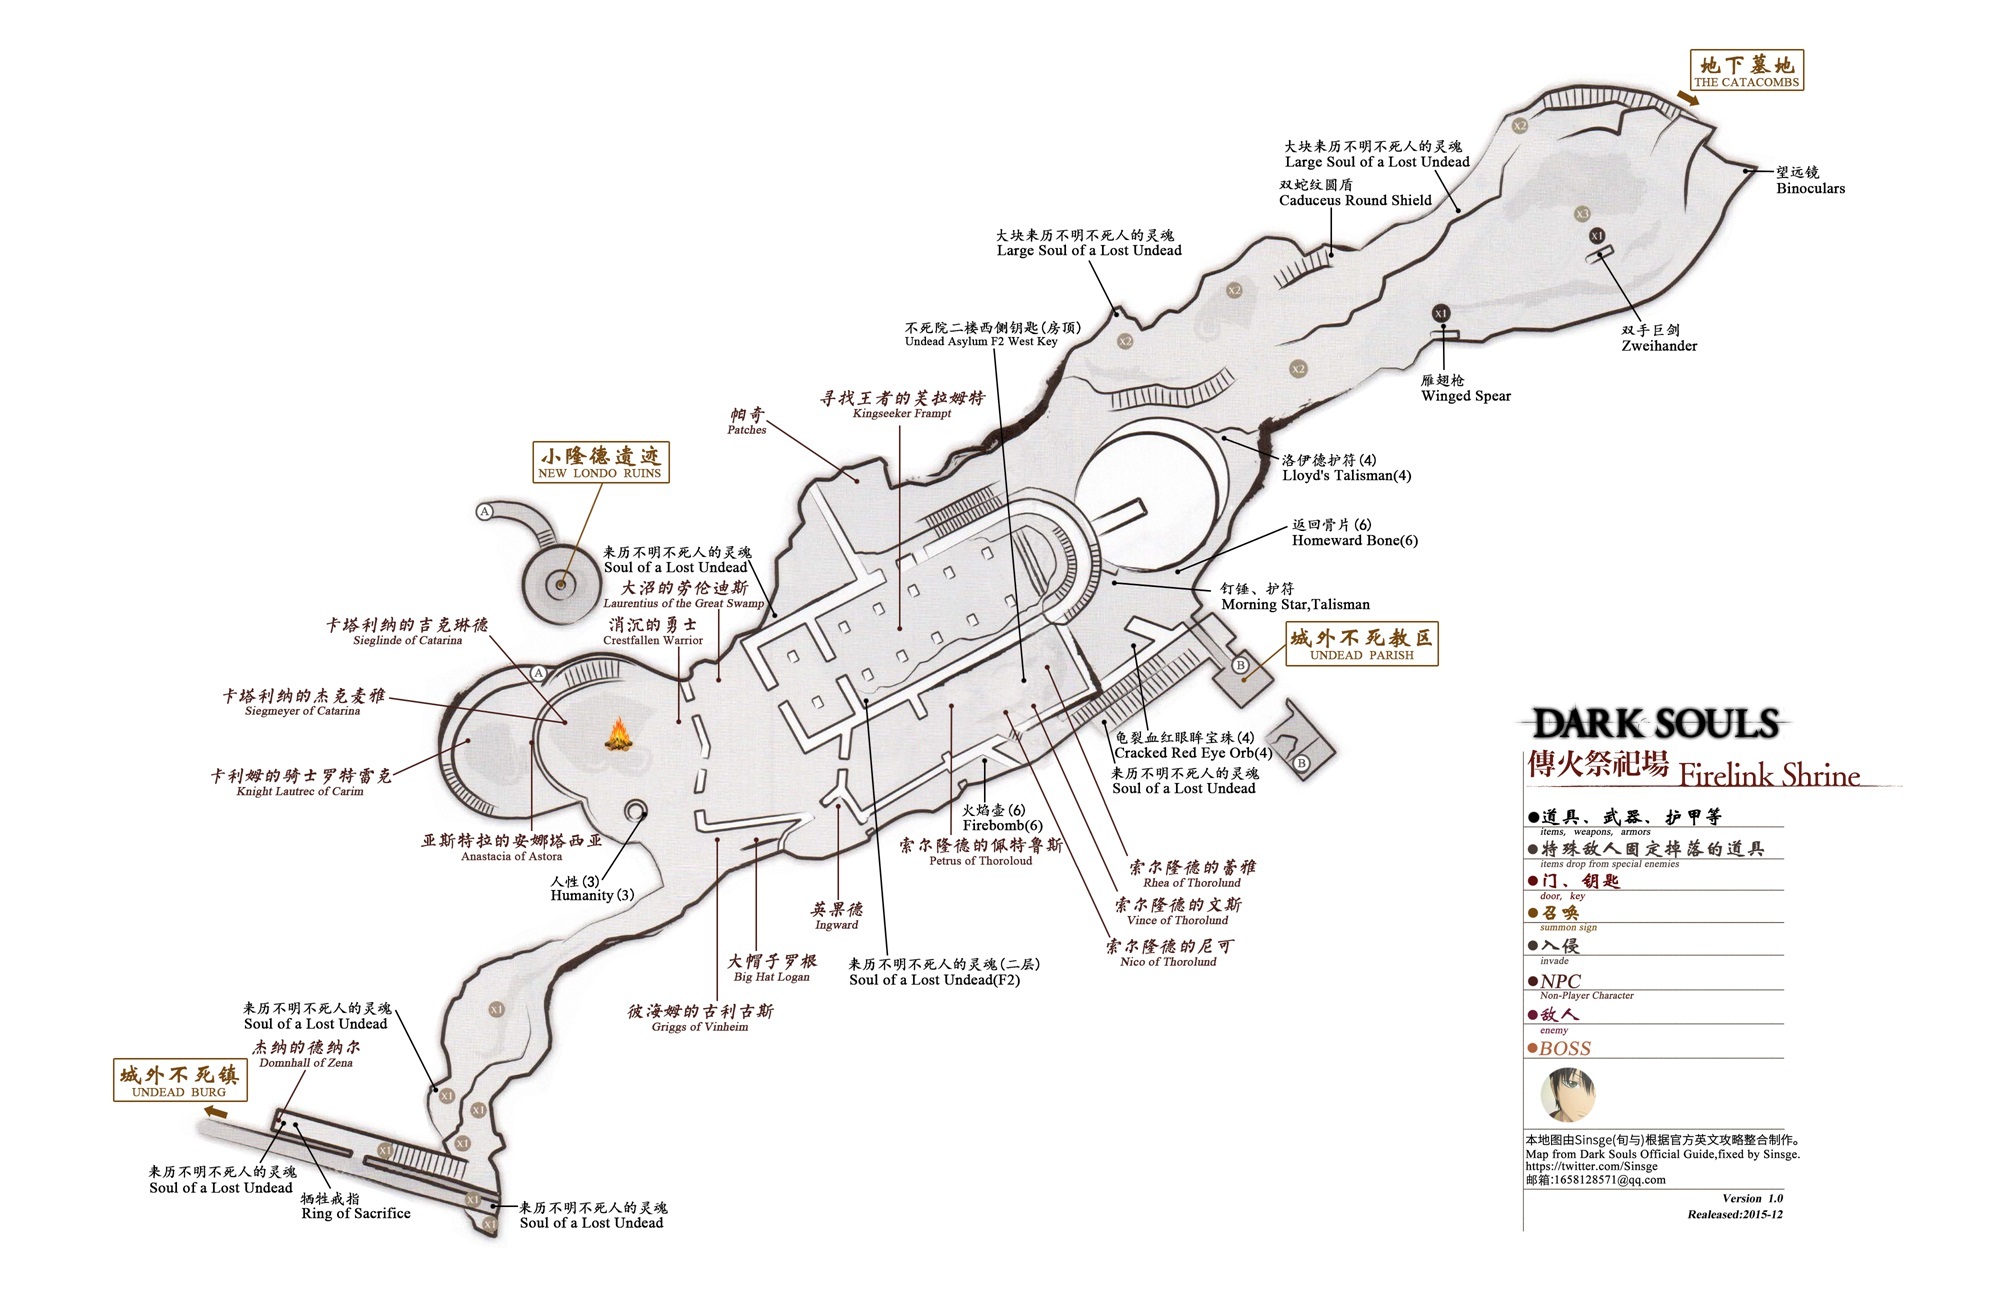 地下墓地
THE CATACOMBS
x2
大块来历不明不死人的灵魂
Large Soul of a Lost Undead
望远镜
Binoculars
双蛇纹圆盾
Caduceus Round Shield
x3
x1
大块来历不明不死人的灵魂
Large Soul of a Lost Undead
x2
x1
不死院二楼西侧钥匙(房顶)
Undead Asylum F2 West Key
x2
双手巨剑
Zweihander
x2
雁翅枪
Winged Spear
寻找王者的芙拉姆特
Kingseeker Frampt
帕奇
Patches
小隆德遗迹
NEW LONDO RUINS
洛伊德护符(4)
Lloyd's Talisman(4)
A
返回骨片(6)
Homeward Bone(6)
来历不明不死人的灵魂
Soul of a Lost Undead
大沼的劳伦迪斯
Laurentius of the Great Swamp
钉锤、护符
Morning Star,Talisman
消沉的勇士
Crestfallen Warrior
卡塔利纳的吉克琳德
Sieglinde of Catarina
城外不死教区
UNDEAD PARISH
A
B
卡塔利纳的杰克麦雅
Siegmeyer of Catarina
卡利姆的骑士罗特雷克
Knight Lautrec of Carim
龟裂血红眼眸宝珠(4)
Cracked Red Eye Orb(4)
B
来历不明不死人的灵魂
Soul of a Lost Undead
火焰壶(6)
Firebomb(6)
亚斯特拉的安娜塔西亚
Anastacia of Astora
索尔隆德的佩特鲁斯
Petrus of Thoroloud
索尔隆德的蕾雅
Rhea of Thorolund
人性(3)
Humanity(3)
英果德
Ingward
索尔隆德的文斯
Vince of Thorolund
索尔隆德的尼可
Nico of Thorolund
大帽子罗根
Big Hat Logan
来历不明不死人的灵魂(二层)
Soul of a Lost Undead(F2)
彼海姆的古利古斯
Griggs of Vinheim
来历不明不死人的灵魂
Soul of a Lost Undead
x1
杰纳的德纳尔
Domnhall of Zena
城外不死镇
UNDEAD BURG
x1
x1
x1
x1
来历不明不死人的灵魂
Soul of a Lost Undead
牺牲戒指
Ring of Sacrifice
x1
x1
来历不明不死人的灵魂
Soul of a Lost Undead
DARK SOULS
傳火祭祀場 Firelink Shrine
道具、武器、护甲等
items, weapons, armors
特殊敌人固定掉落的道具
items drop from special enemies
门、钥匙
door, key
召唤
summon sign
入侵
invade
NPC
Non-Player Character
敌人
enemy
BOSS
本地图由Sinsge(旬与)根据官方英文攻略整合制作。
Map from Dark Souls Official Guide,fixed by Sinsge.
https://twitter.com/Sinsge
邮箱:1658128571@qq.com
Version 1.0
Realeased:2015-12